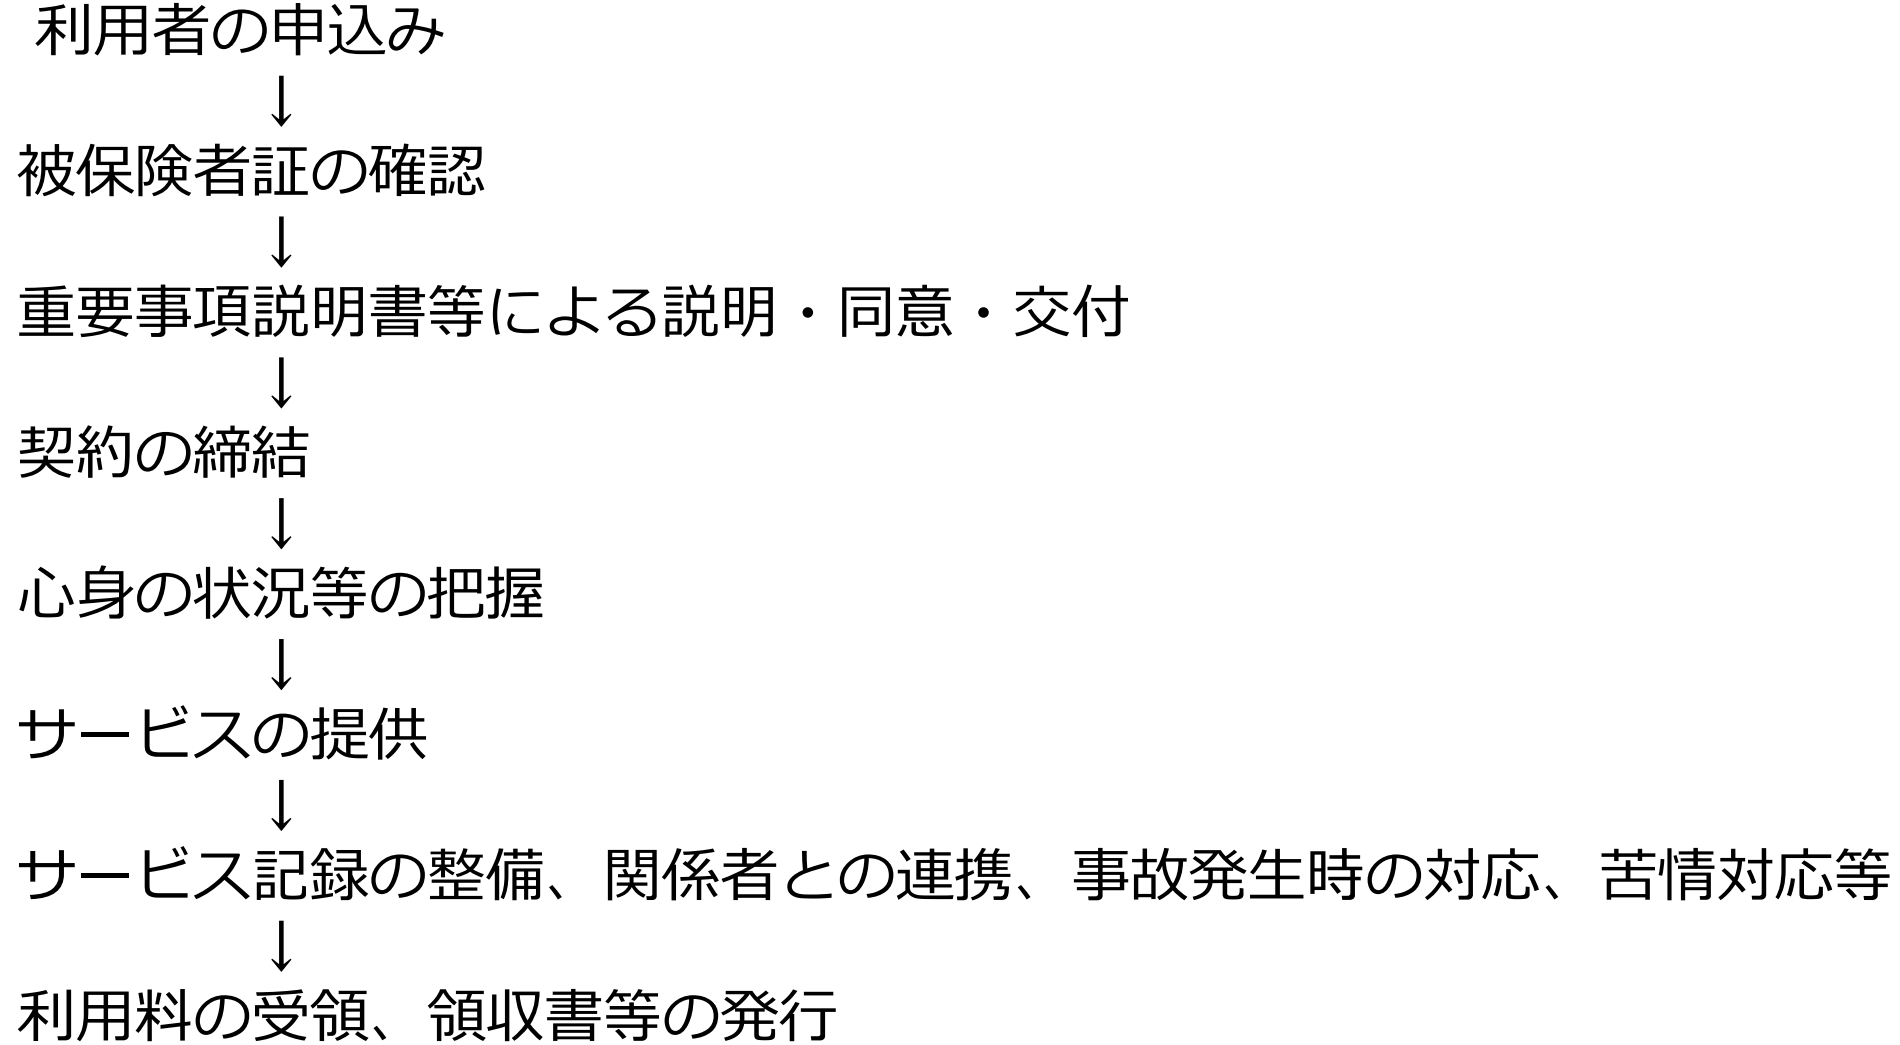 利用者の申込み
↓
被保険者証の確認
↓
重要事項説明書等による説明・同意・交付
↓
契約の締結
↓
心身の状況等の把握
↓
サービスの提供
↓
サービス記録の整備、関係者との連携、事故発生時の対応、苦情対応等
↓
利用料の受領、領収書等の発行